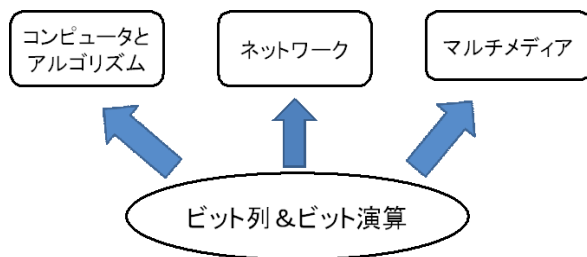 コンピュータと
アルゴリズム
ネットワーク
マルチメディア
ビット列&ビット演算